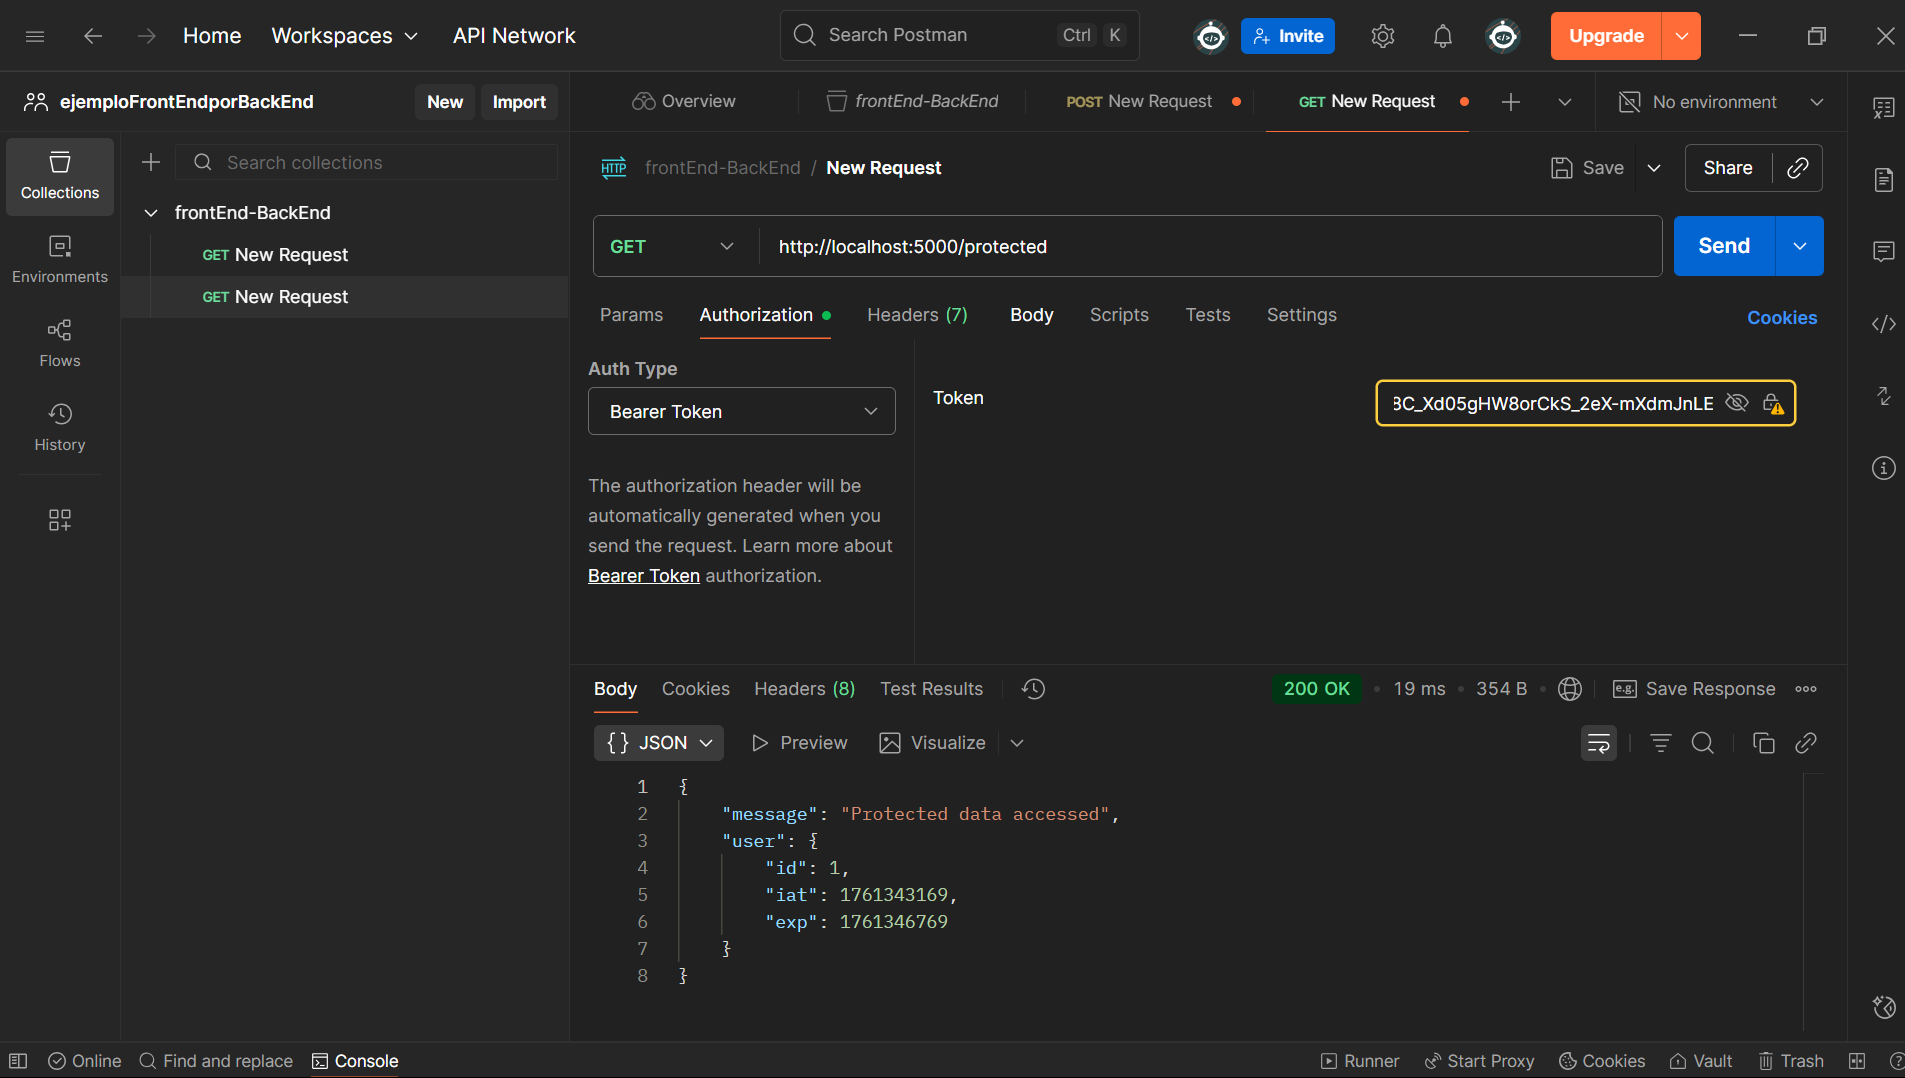 Home
Workspaces
API Network
Search Postman
Ctrl
K
Invite
Upgrade
ejemploFrontEndporBackEnd
New
Import
Overview
frontEnd-BackEnd
POST New Request
GET New Request
No environment
Collections
Environments
Flows
History
Search collections
frontEnd-BackEnd
GET New Request
GET New Request
HTTP
frontEnd-BackEnd / New Request
Save
Share
GET
http://localhost:5000/protected
Send
Params
Authorization
Headers (7)
Body
Scripts
Tests
Settings
Cookies
Auth Type
Bearer Token
The authorization header will be
automatically generated when you
send the request. Learn more about
Bearer Token authorization.
Token
3C_Xd05gHW8orCkS_2eX-mXdmJnLE
Body
Cookies
Headers (8)
Test Results
200 OK
19 ms
354 B
e.g.
Save Response
{} JSON
Preview
Visualize
1 {
2 "message": "Protected data accessed",
3 "user": {
4 "id": 1,
5 "iat": 1761343169,
6 "exp": 1761346769
7 }
8 }
Online
Find and replace
Console
Runner
Start Proxy
Cookies
Vault
Trash